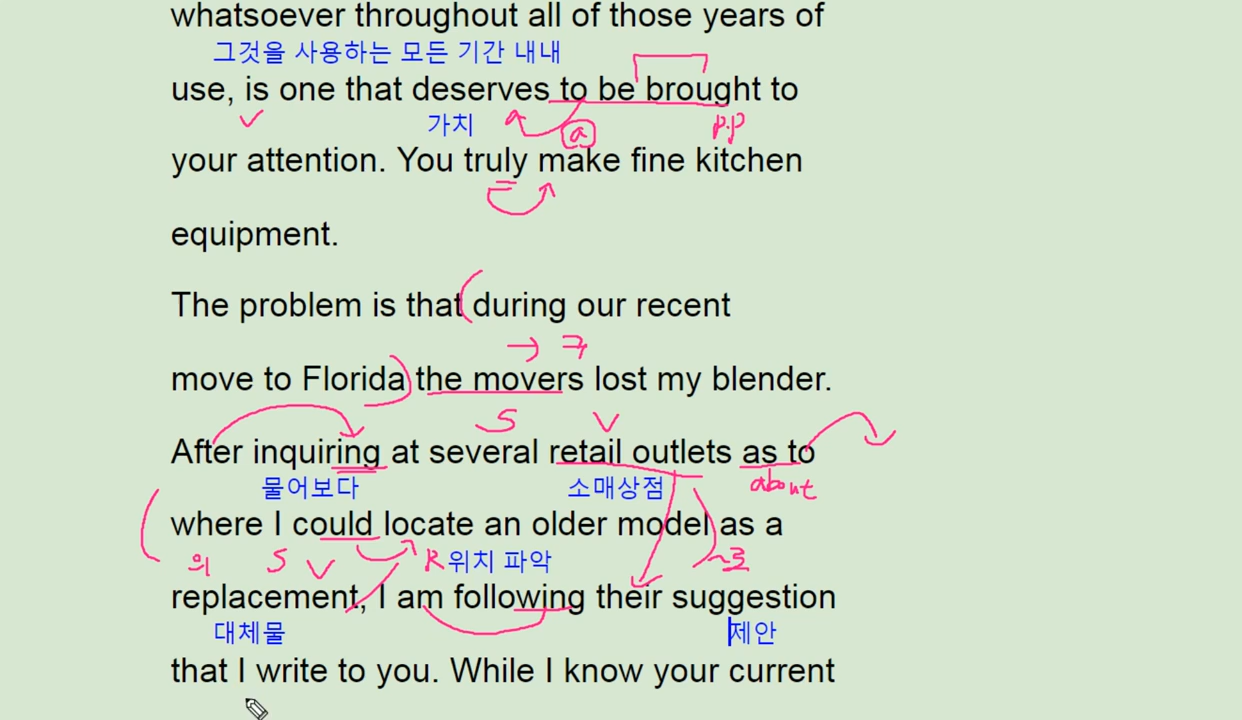 whatsoever throughout all of those years of
그것을 사용하는 모든 기간 내내
use, is one that deserves to be brought to
가치 a p.p
your attention. You truly make fine kitchen
equipment.
The problem is that during our recent
move to Florida the movers lost my blender.
S V
After inquiring at several retail outlets as to
물어보다 소매상점 about
where I could locate an older model as a
의 S V R 위치 파악 ~로
replacement, I am following their suggestion
대체물 제안
that I write to you. While I know your current